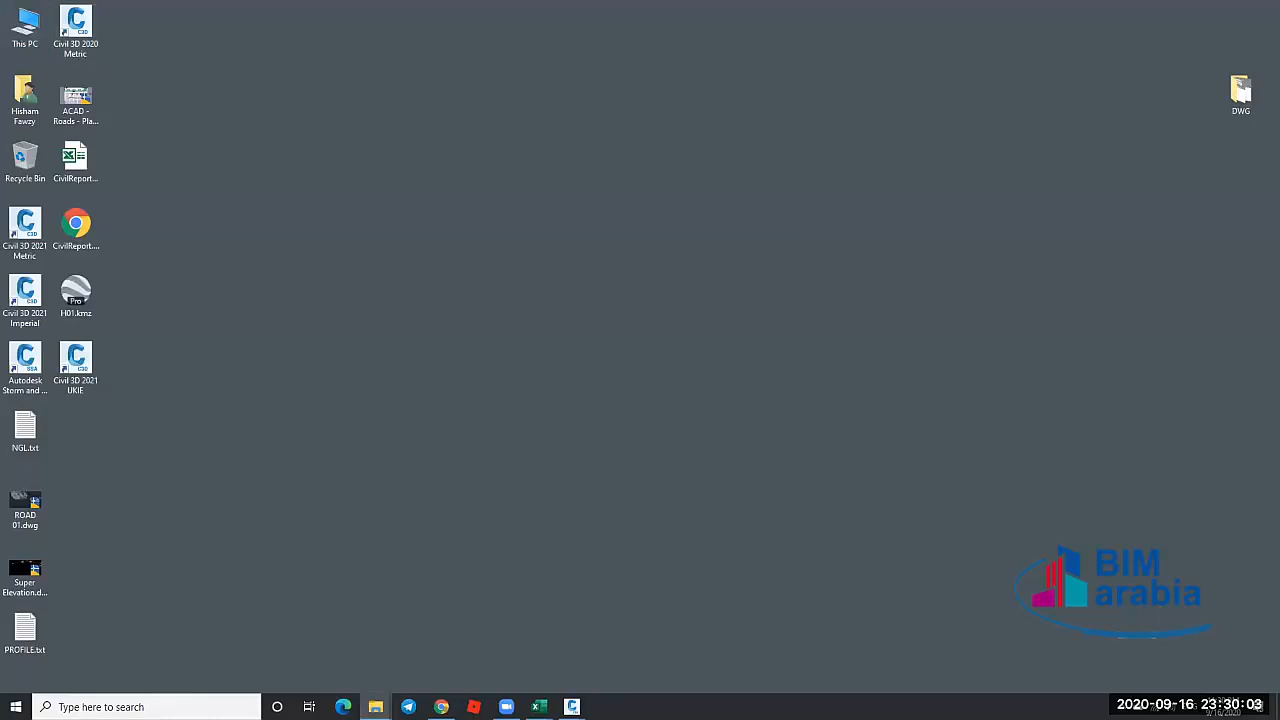 This PC
Civil 3D 2020
Metric
Hisham
Fawzy
ACAD -
Roads - Pla...
DWG
Recycle Bin
CivilReport...
Civil 3D 2021
Metric
CivilReport....
Civil 3D 2021
Imperial
Pro
H01.kmz
Autodesk
Storm and ...
Civil 3D 2021
UKIE
NGL.txt
ROAD
01.dwg
Super
Elevation.d...
PROFILE.txt
BIM
arabia
Type here to search
2020-09-16 23:30:03